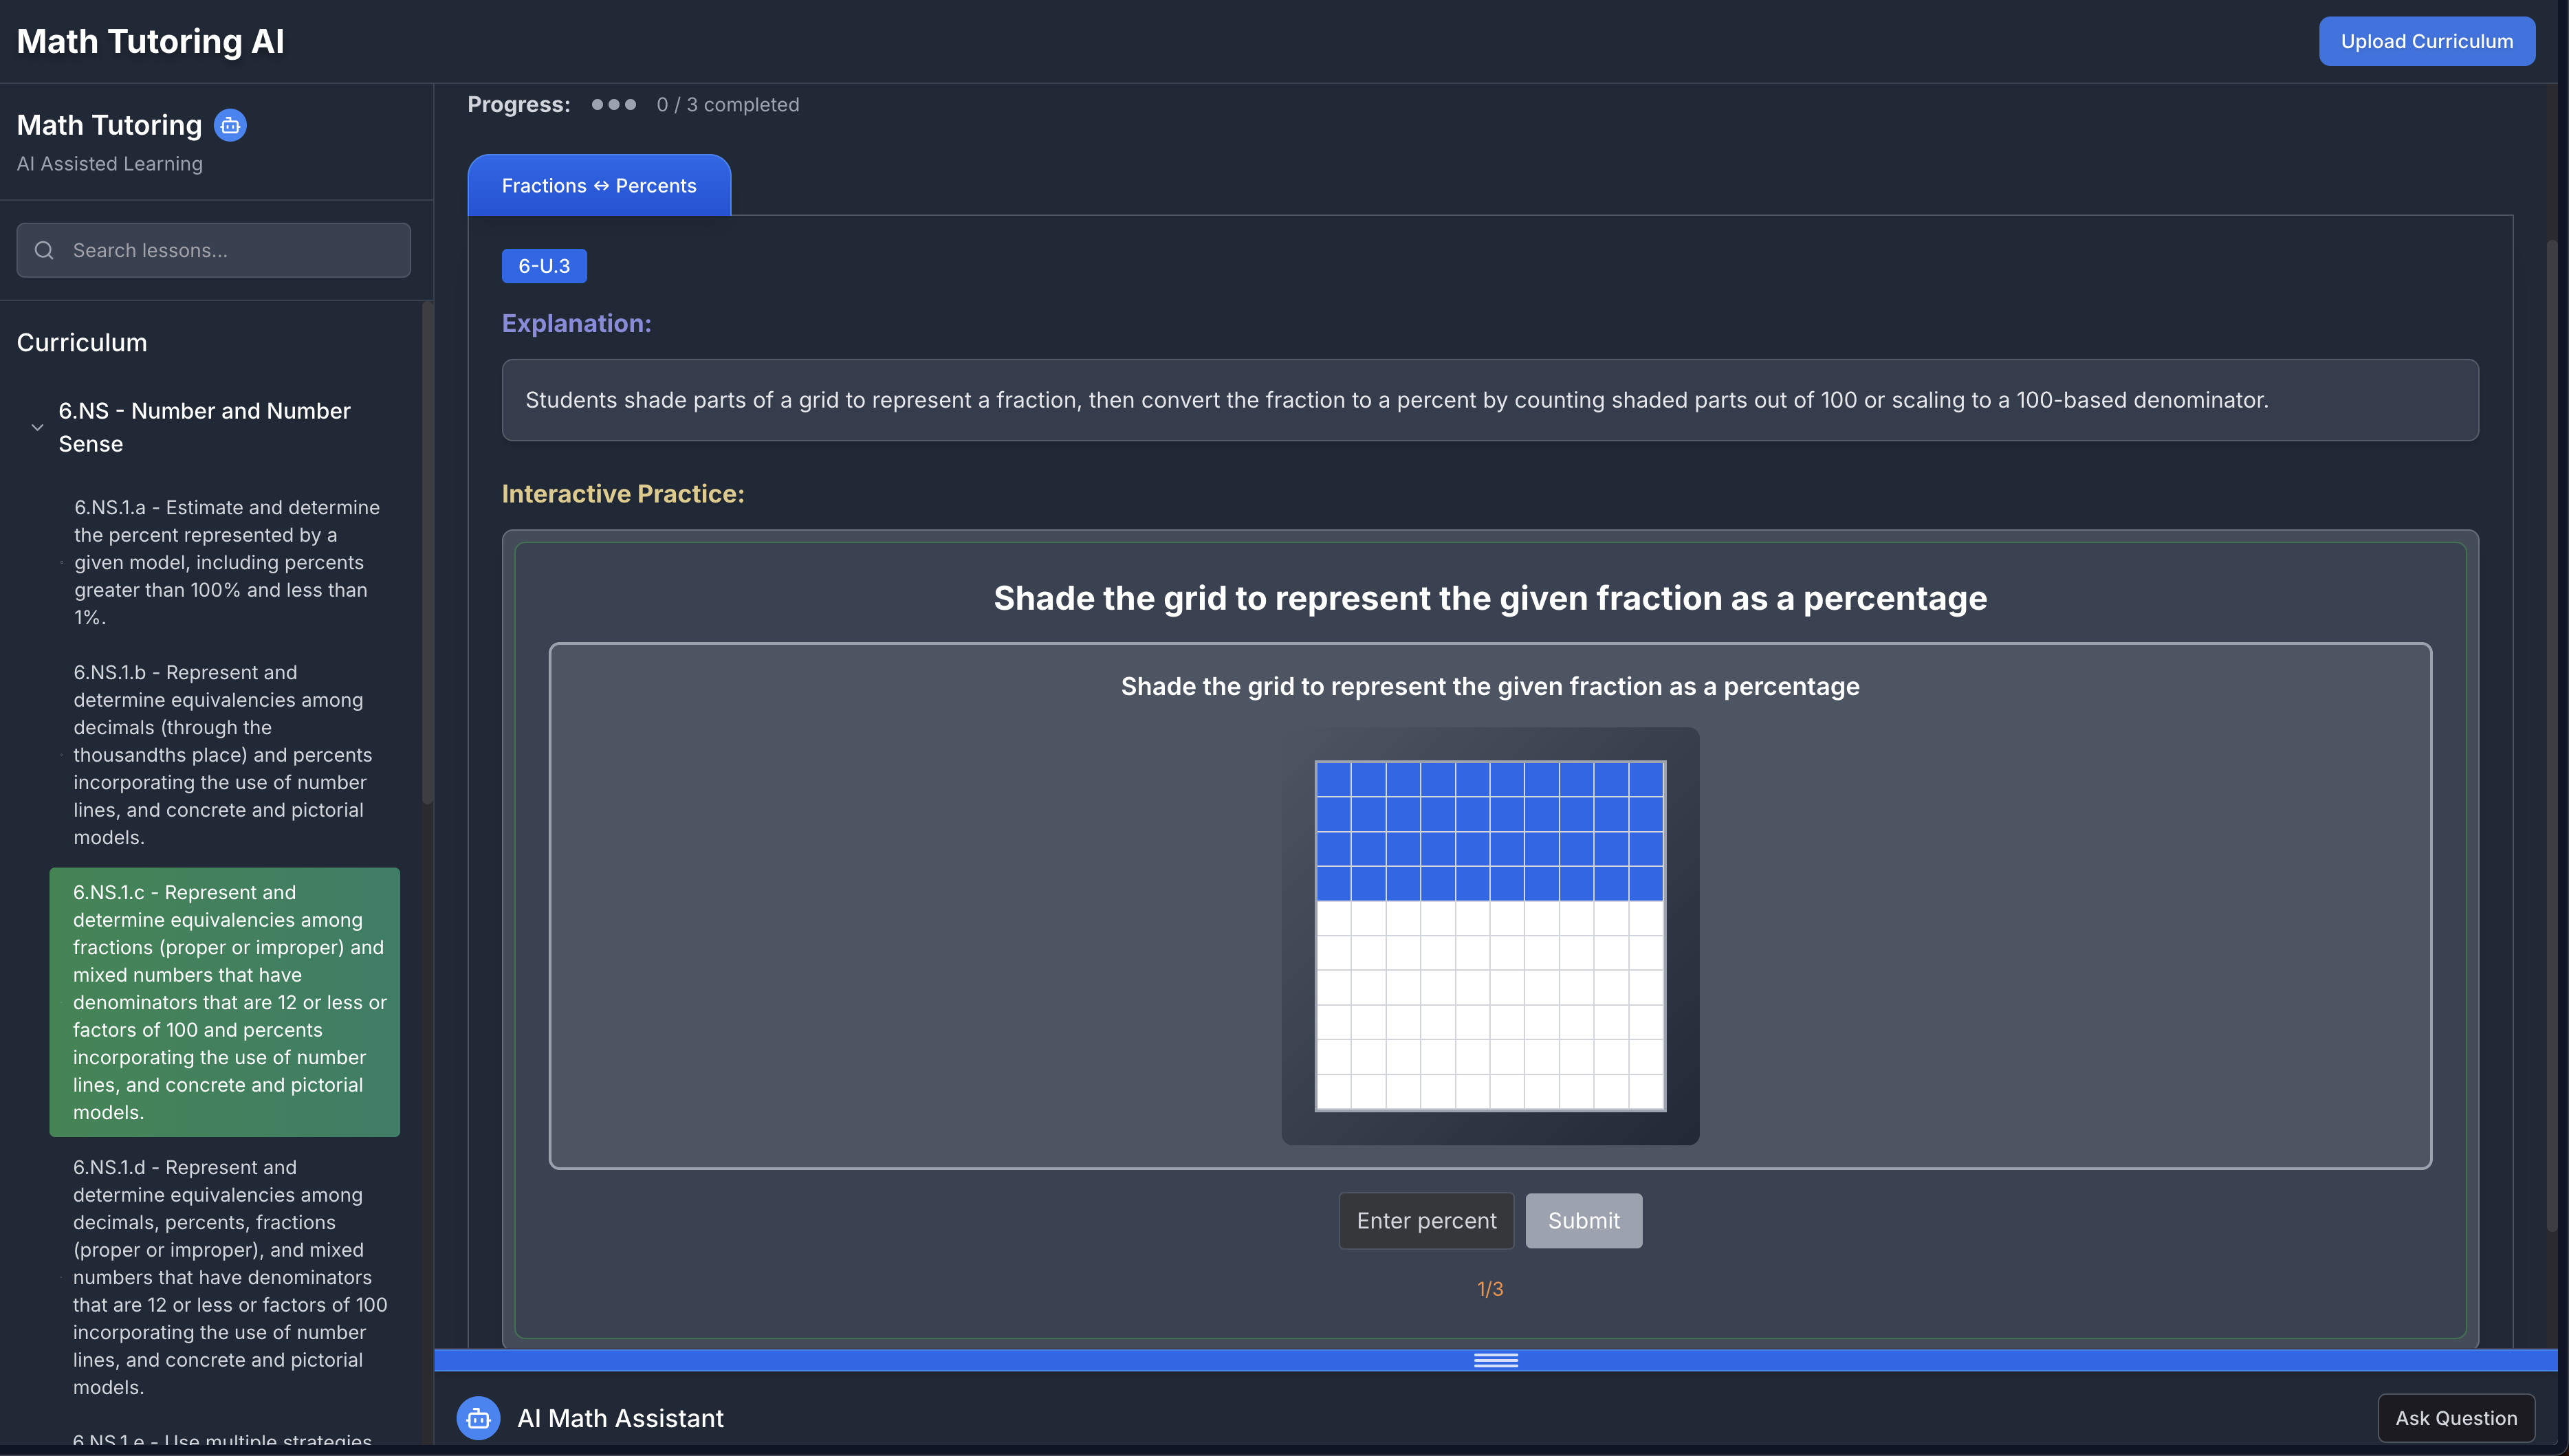 Math Tutoring AI
Upload Curriculum
Math Tutoring
AI Assisted Learning
Search lessons...
Curriculum
6.NS - Number and Number
Sense
6.NS.1.a - Estimate and determine
the percent represented by a
given model, including percents
greater than 100% and less than
1%.
6.NS.1.b - Represent and
determine equivalencies among
decimals (through the
thousandths place) and percents
incorporating the use of number
lines, and concrete and pictorial
models.
6.NS.1.c - Represent and
determine equivalencies among
fractions (proper or improper) and
mixed numbers that have
denominators that are 12 or less or
factors of 100 and percents
incorporating the use of number
lines, and concrete and pictorial
models.
6.NS.1.d - Represent and
determine equivalencies among
decimals, percents, fractions
(proper or improper), and mixed
numbers that have denominators
that are 12 or less or factors of 100
incorporating the use of number
lines, and concrete and pictorial
models.
6.NS.1.e - Use multiple strategies
Progress: 0 / 3 completed
Fractions ↔ Percents
6-U.3
Explanation:
Students shade parts of a grid to represent a fraction, then convert the fraction to a percent by counting shaded parts out of 100 or scaling to a 100-based denominator.
Interactive Practice:
Shade the grid to represent the given fraction as a percentage
Shade the grid to represent the given fraction as a percentage
Enter percent
Submit
1/3
AI Math Assistant
Ask Question